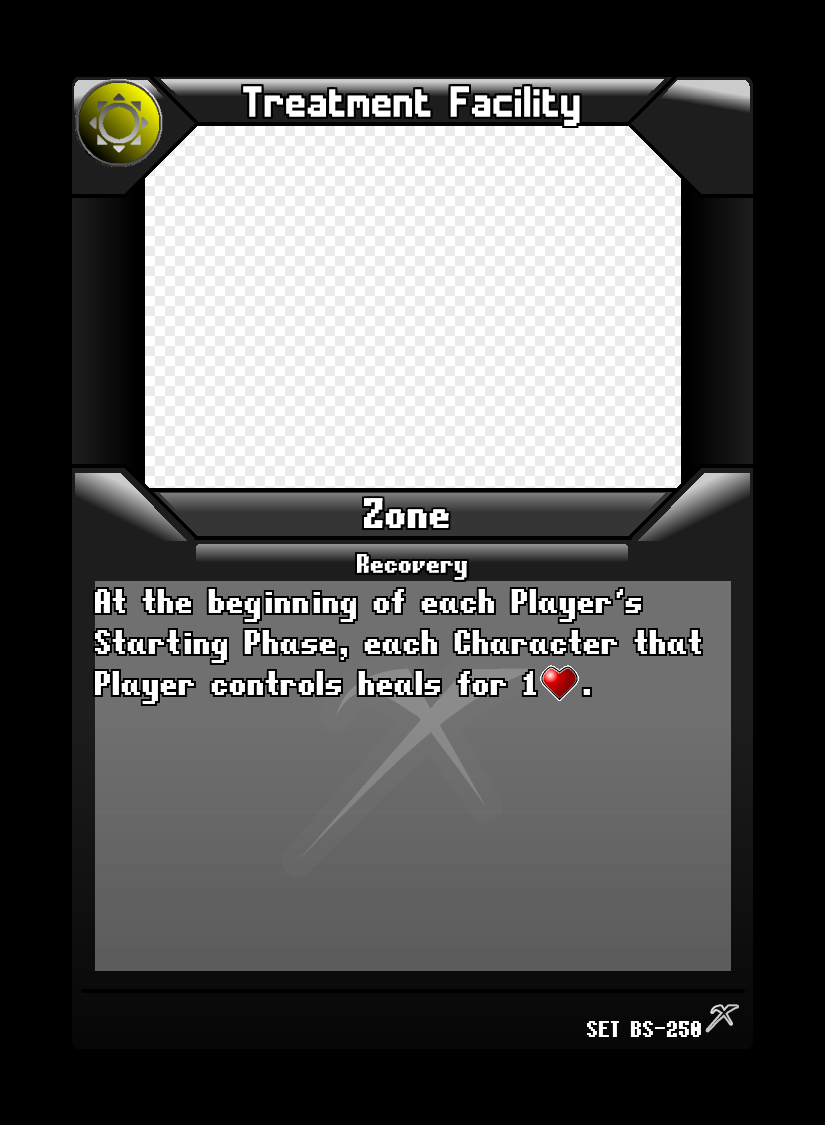 Treatment Facility
Zone
Recovery
At the beginning of each Player's
Starting Phase, each Character that
Player controls heals for 1❤.
SET BS-250